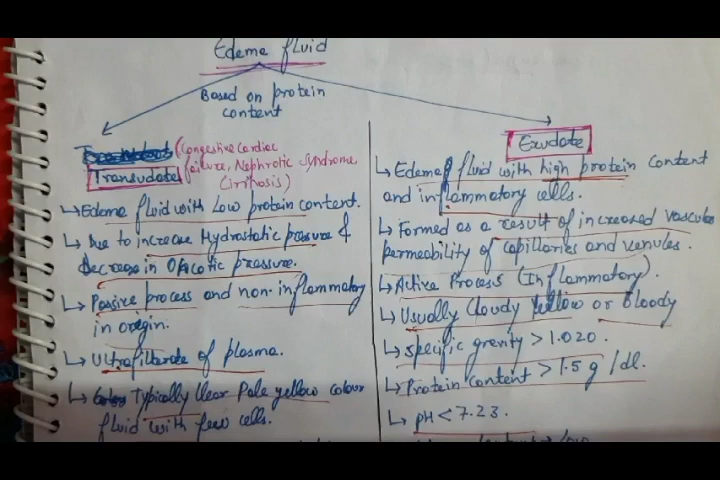 Edema fluid
Based on protein
content
Transudate (Congestive Cardiac
failure, Nephrotic Syndrome,
Cirrhosis)
↳ Edema fluid with Low protein content.
↳ Due to increase Hydrostatic pressure &
decrease in Oncotic pressure.
↳ Passive process and non-inflammatory
in origin.
↳ Ultrafilterate of plasma.
↳ Typically Clear Pale yellow colour
fluid with few cells.
Exudate
↳ Edema fluid with high protein content
and inflammatory cells.
↳ Formed as a result of increased vascular
permeability of capillaries and venules.
↳ Active Process (Inflammatory).
↳ Usually Cloudy yellow or bloody
↳ Specific gravity > 1.020.
↳ Protein content > 1.5 g/dl.
↳ pH < 7.23.